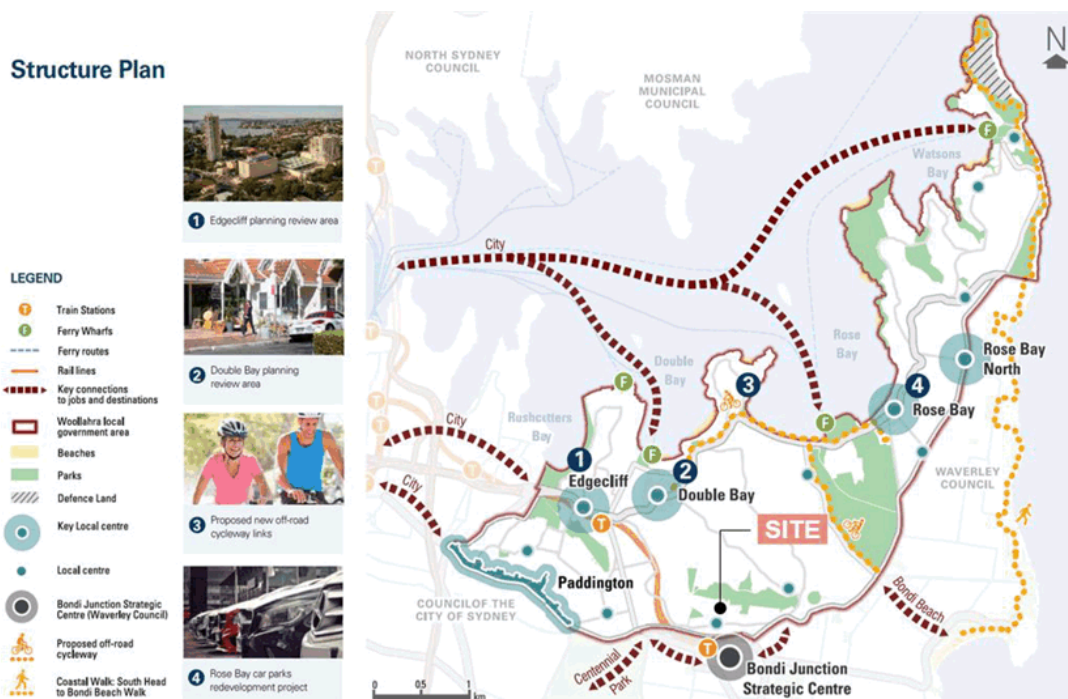 Structure Plan
1 Edgecliff planning review area
2 Double Bay planning
review area
3 Proposed new off-road
cycleway links
4 Rose Bay car parks
redevelopment project
LEGEND
T Train Stations
F Ferry Wharfs
Ferry routes
Rail lines
Key connections
to jobs and destinations
Woollahra local
government area
Beaches
Parks
Defence Land
Key Local centre
Local centre
Bondi Junction Strategic
Centre (Waverley Council)
Proposed off-road
cycleway
Coastal Walk: South Head
to Bondi Beach Walk
NORTH SYDNEY
COUNCIL
MOSMAN
MUNICIPAL
COUNCIL
N
T
F
Watsons
Bay
City
T
Rose
Bay
Double
Bay
Rose Bay
North
F
3
4
Rose Bay
T
City
Rushcutters
Bay
F
T
T
1
Edgecliff
F
2
Double Bay
WAVERLEY
COUNCIL
City
T
SITE
Paddington
COUNCIL OF THE
CITY OF SYDNEY
Bondi Beach
T
Centennial
Park
Bondi Junction
Strategic Centre
0 0.5 1
km